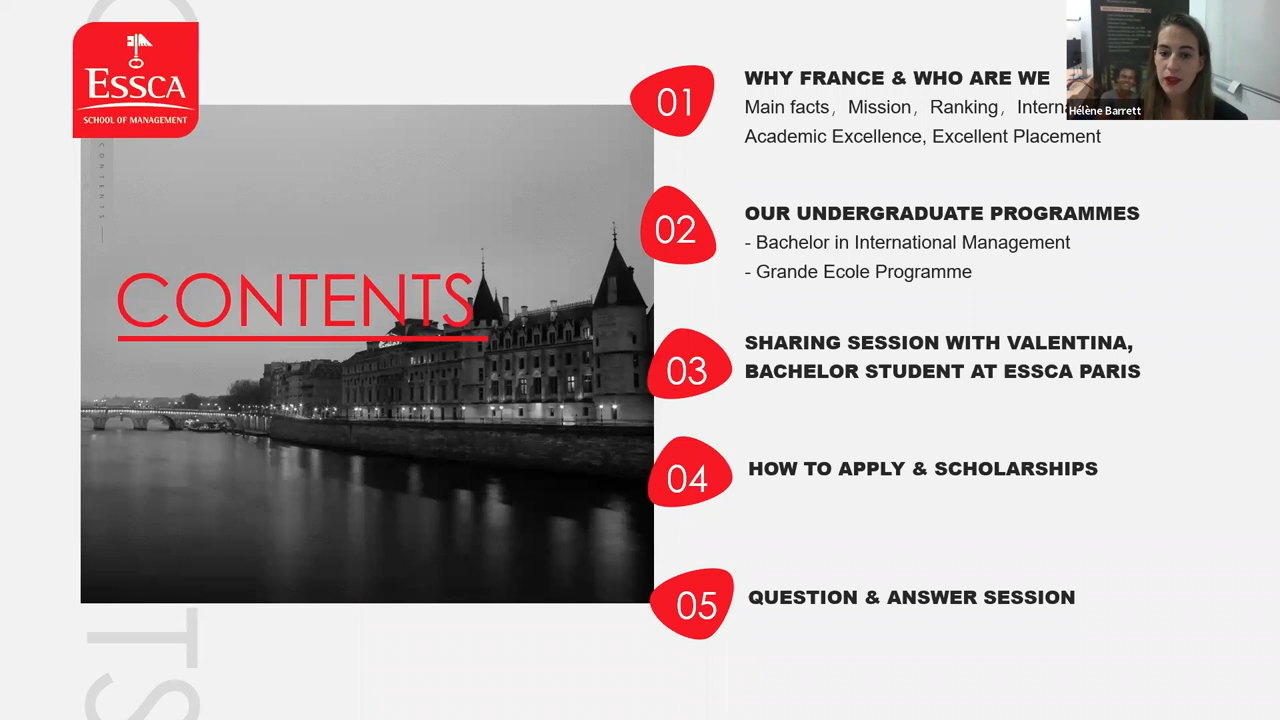 ESSCA
SCHOOL OF MANAGEMENT
CONTENTS
CONTENTS
01
WHY FRANCE & WHO ARE WE
Main facts, Mission, Ranking, Intern
Academic Excellence, Excellent Placement
Hélène Barrett
02
OUR UNDERGRADUATE PROGRAMMES
- Bachelor in International Management
- Grande Ecole Programme
03
SHARING SESSION WITH VALENTINA,
BACHELOR STUDENT AT ESSCA PARIS
04
HOW TO APPLY & SCHOLARSHIPS
05
QUESTION & ANSWER SESSION
TS